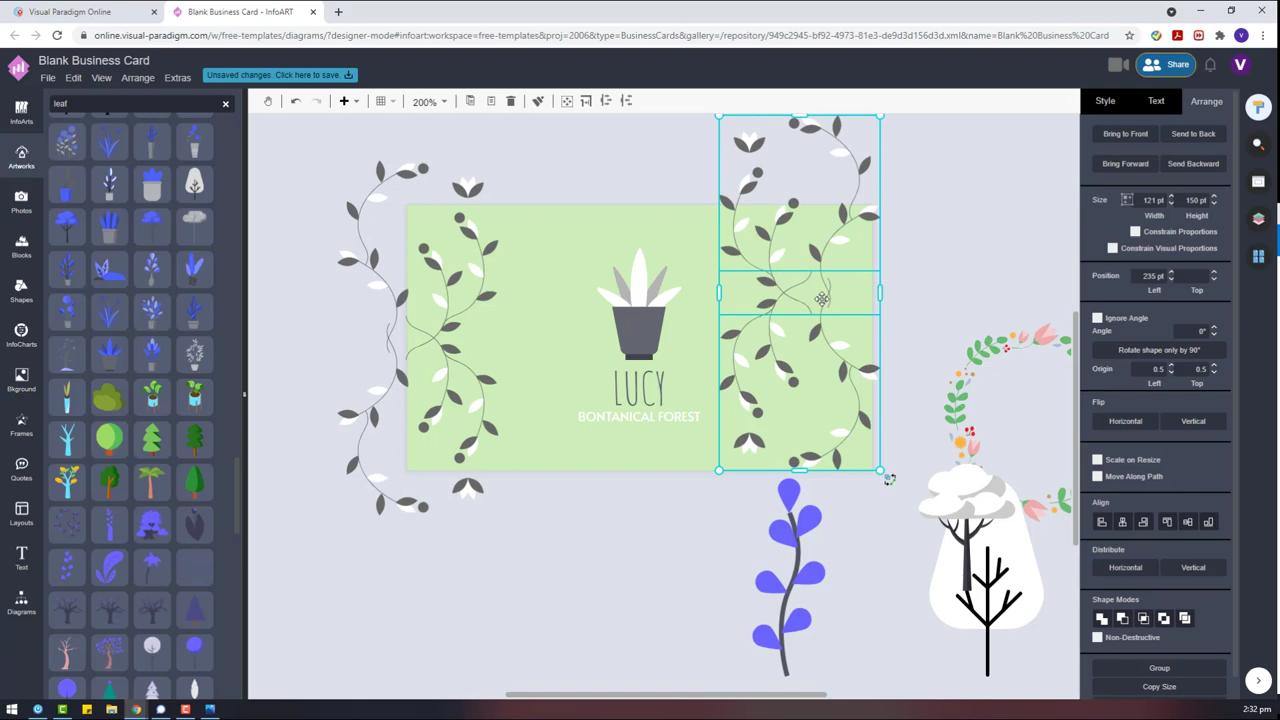 Visual Paradigm Online
Blank Business Card - InfoART
online.visual-paradigm.com/w/free-templates/diagrams/?designer-mode#infoart:workspace=free-templates&proj=2006&type=BusinessCards&gallery=/repository/949c2945-bf92-4973-81e3-de9d3d156d3d.xml&name=Blank%20Business%20Card
V
Blank Business Card
File Edit View Arrange Extras
Unsaved changes. Click here to save.
Share
V
InfoArts
Artworks
Photos
Blocks
Shapes
InfoCharts
Bkground
Frames
Quotes
Layouts
Text
Diagrams
leaf
200%
LUCY
BONTANICAL FOREST
Style Text Arrange
Bring to Front Send to Back
Bring Forward Send Backward
Size 121 pt 150 pt
Width Height
Constrain Proportions
Constrain Visual Proportions
Position 235 pt
Left Top
Ignore Angle
Angle 0°
Rotate shape only by 90°
Origin 0.5 0.5
Left Top
Flip
Horizontal Vertical
Scale on Resize
Move Along Path
Align
Distribute
Horizontal Vertical
Shape Modes
Non-Destructive
Group
Copy Size
2:32 pm